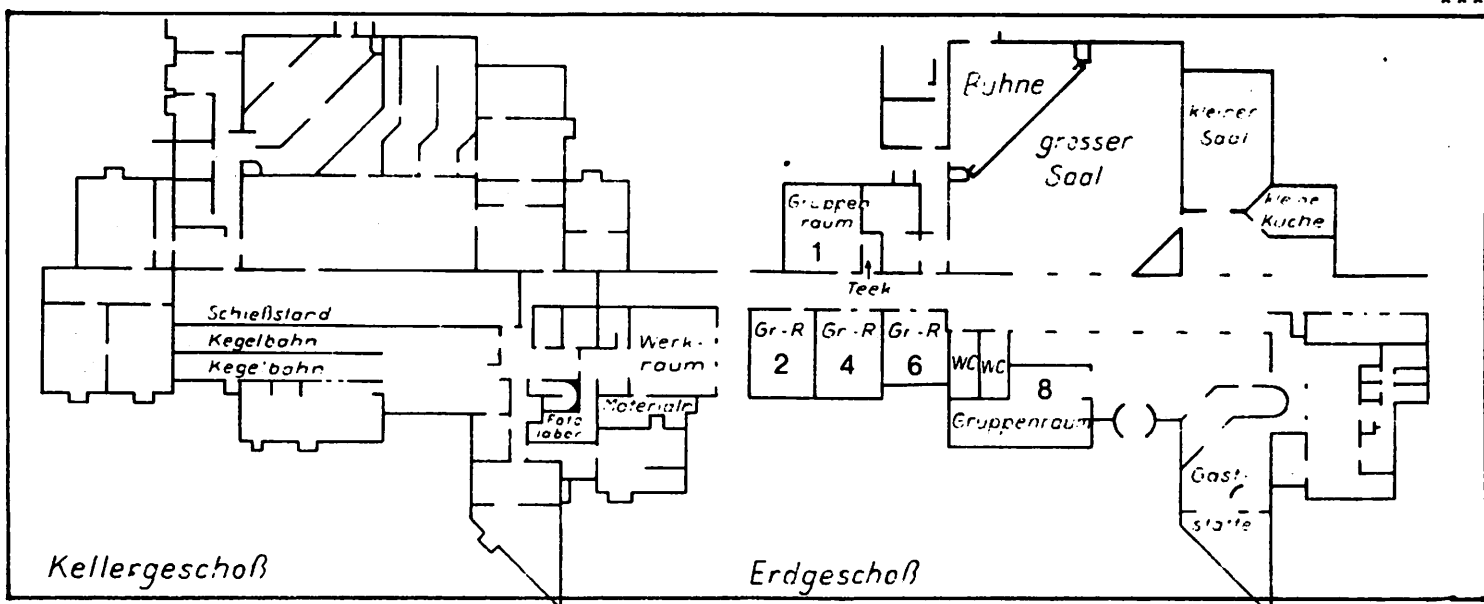 ***
Schießstand
Kegelbahn
Kegelbahn
Werk-
raum
Materialr.
Foto
labor
Kellergeschoß
Bühne
grosser
Saal
kleiner
Saal
kleine
Küche
Gruppen
raum
1
Teek
Gr.-R
2
Gr.-R
4
Gr.-R
6
WC
WC
8
Gruppenraum
Gast-
stätte
Erdgeschoß